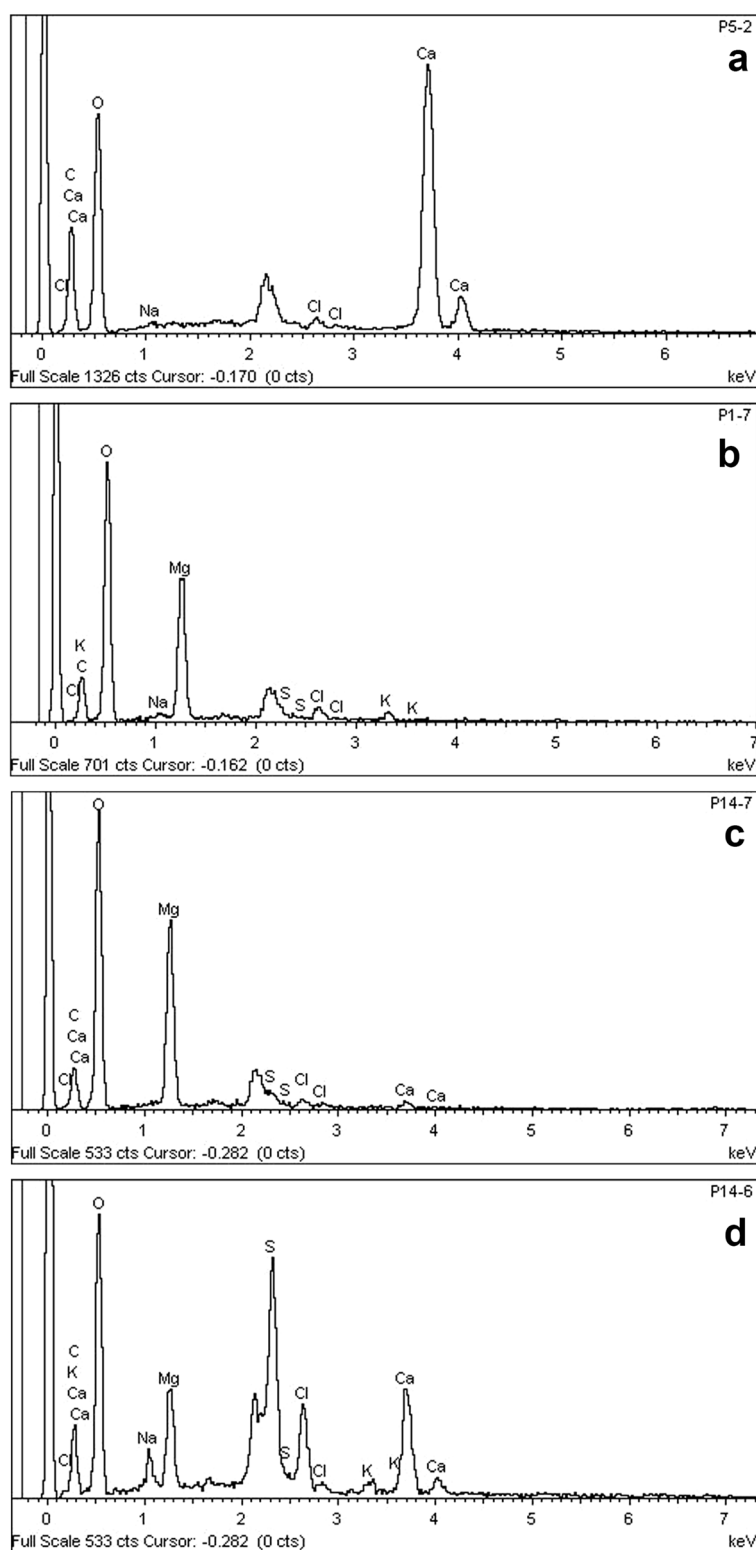 P5-2
a
Ca
O
C
Ca
Ca
Cl
Na
Cl
Cl
Ca
0 1 2 3 4 5 6
Full Scale 1326 cts Cursor: -0.170 (0 cts) keV
P1-7
b
O
Mg
K
C
Cl
Na
S
S
Cl
Cl
K
K
0 1 2 3 4 5 6 7
Full Scale 701 cts Cursor: -0.162 (0 cts) keV
P14-7
c
O
Mg
C
Ca
Ca
Cl
S
S
Cl
Cl
Ca
Ca
0 1 2 3 4 5 6 7
Full Scale 533 cts Cursor: -0.282 (0 cts) keV
P14-6
d
O
S
C
K
Ca
Ca
Cl
Na
Mg
S
Cl
Cl
K
K
Ca
Ca
0 1 2 3 4 5 6 7
Full Scale 533 cts Cursor: -0.282 (0 cts) keV